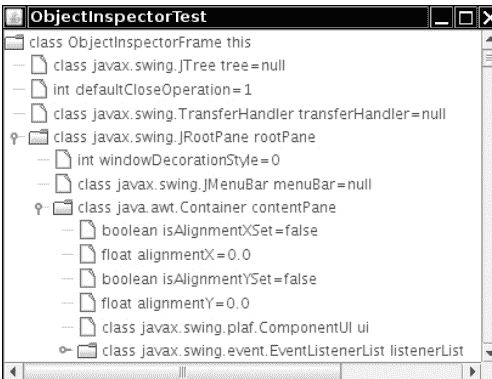 ObjectInspectorTest
class ObjectInspectorFrame this
class javax.swing.JTree tree=null
int defaultCloseOperation=1
class javax.swing.TransferHandler transferHandler=null
class javax.swing.JRootPane rootPane
int windowDecorationStyle=0
class javax.swing.JMenuBar menuBar=null
class java.awt.Container contentPane
boolean isAlignmentXSet=false
float alignmentX=0.0
boolean isAlignmentYSet=false
float alignmentY=0.0
class javax.swing.plaf.ComponentUI ui
class javax.swing.event.EventListenerList listenerList